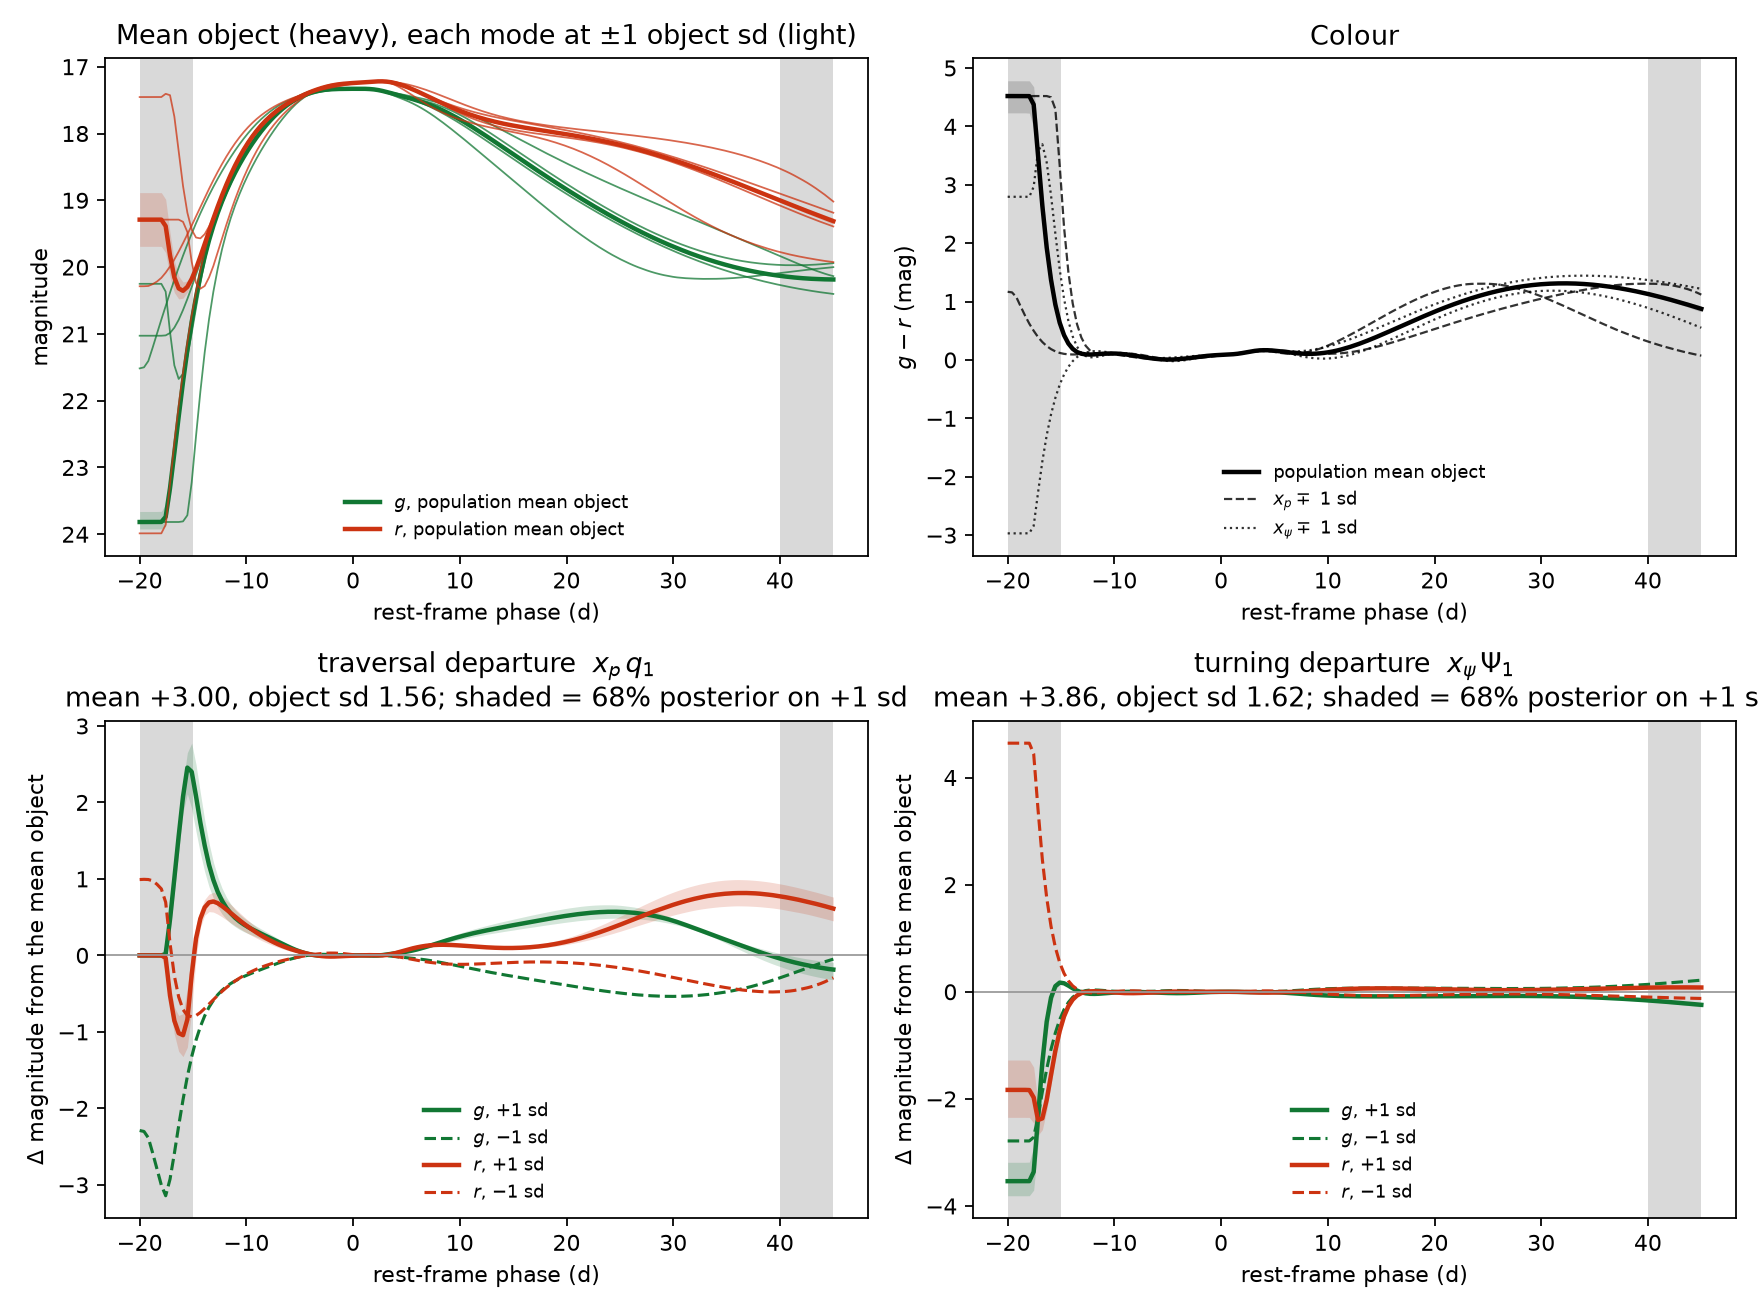 Mean object (heavy), each mode at ±1 object sd (light)
17
18
19
20
21
22
23
24
magnitude
g, population mean object
r, population mean object
−20
−10
0
10
20
30
40
rest-frame phase (d)
Colour
5
4
3
2
1
0
−1
−2
−3
g − r (mag)
population mean object
x_p ∓ 1 sd
x_ψ ∓ 1 sd
−20
−10
0
10
20
30
40
rest-frame phase (d)
traversal departure x_p q_1
mean +3.00, object sd 1.56; shaded = 68% posterior on +1 sd
3
2
1
0
−1
−2
−3
Δ magnitude from the mean object
g, +1 sd
g, −1 sd
r, +1 sd
r, −1 sd
−20
−10
0
10
20
30
40
rest-frame phase (d)
turning departure x_ψ Ψ_1
mean +3.86, object sd 1.62; shaded = 68% posterior on +1 s
4
2
0
−2
−4
Δ magnitude from the mean object
g, +1 sd
g, −1 sd
r, +1 sd
r, −1 sd
−20
−10
0
10
20
30
40
rest-frame phase (d)